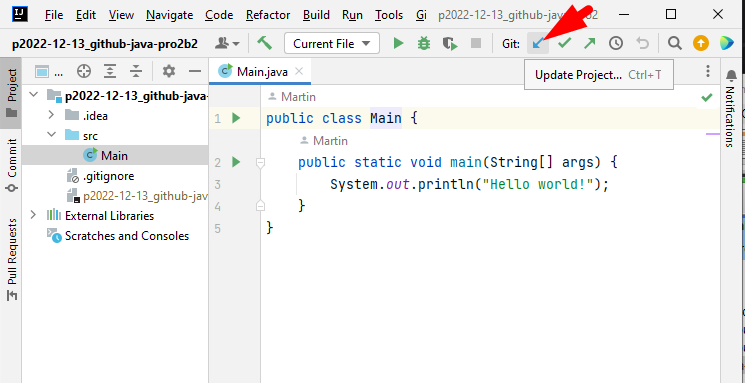 IJ File Edit View Navigate Code Refactor Build Run Tools Gi p2022-12-13_github-java-pro2b2
p2022-12-13_github-java-pro2b2 Current File Git:
Update Project... Ctrl+T
Project
Commit
Pull Requests
...
p2022-12-13_github-java-
.idea
src
Main
.gitignore
p2022-12-13_github-jav
External Libraries
Scratches and Consoles
Main.java
Martin
1 public class Main {
Martin
2 public static void main(String[] args) {
3 System.out.println("Hello world!");
4 }
5 }
Notifications